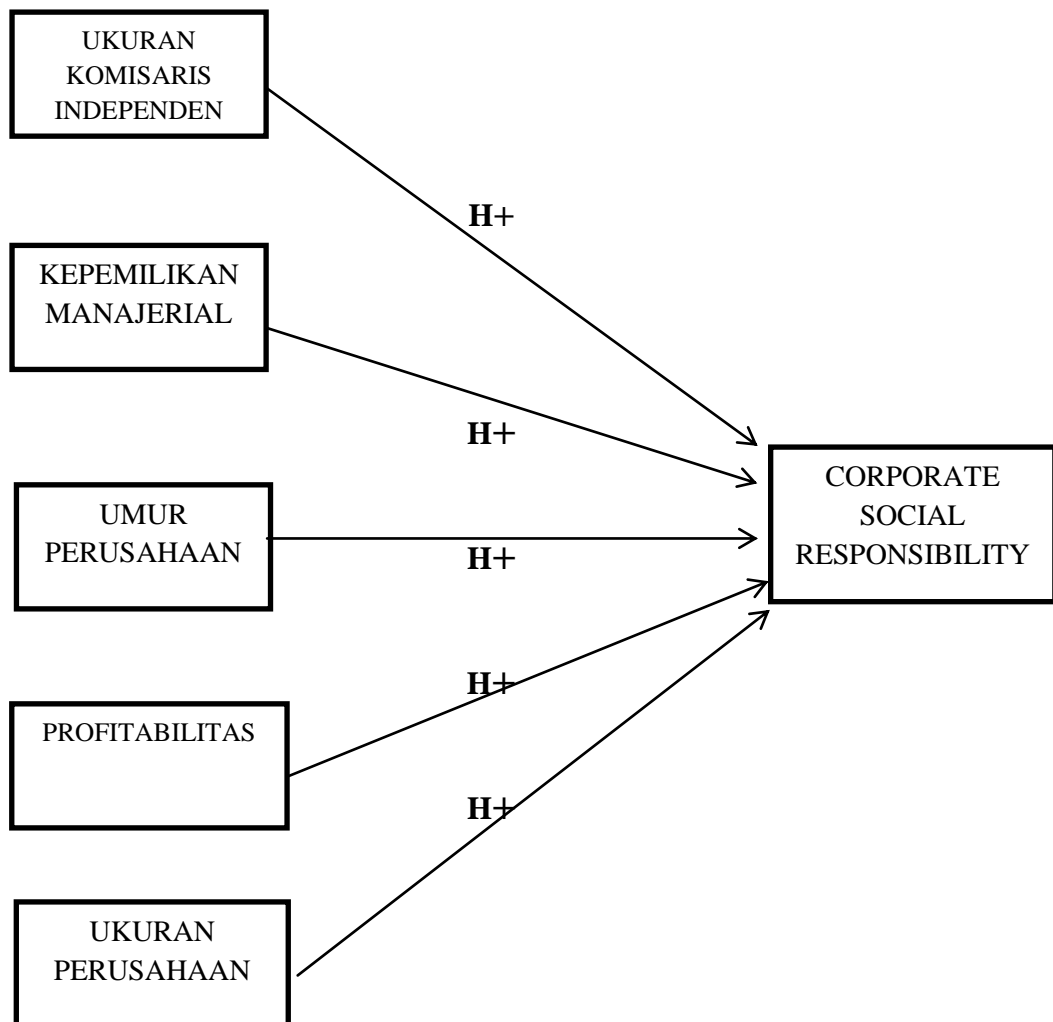 UKURAN
KOMISARIS
INDEPENDEN
H+
KEPEMILIKAN
MANAJERIAL
H+
UMUR
PERUSAHAAN
H+
CORPORATE
SOCIAL
RESPONSIBILITY
PROFITABILITAS
H+
UKURAN
PERUSAHAAN
H+